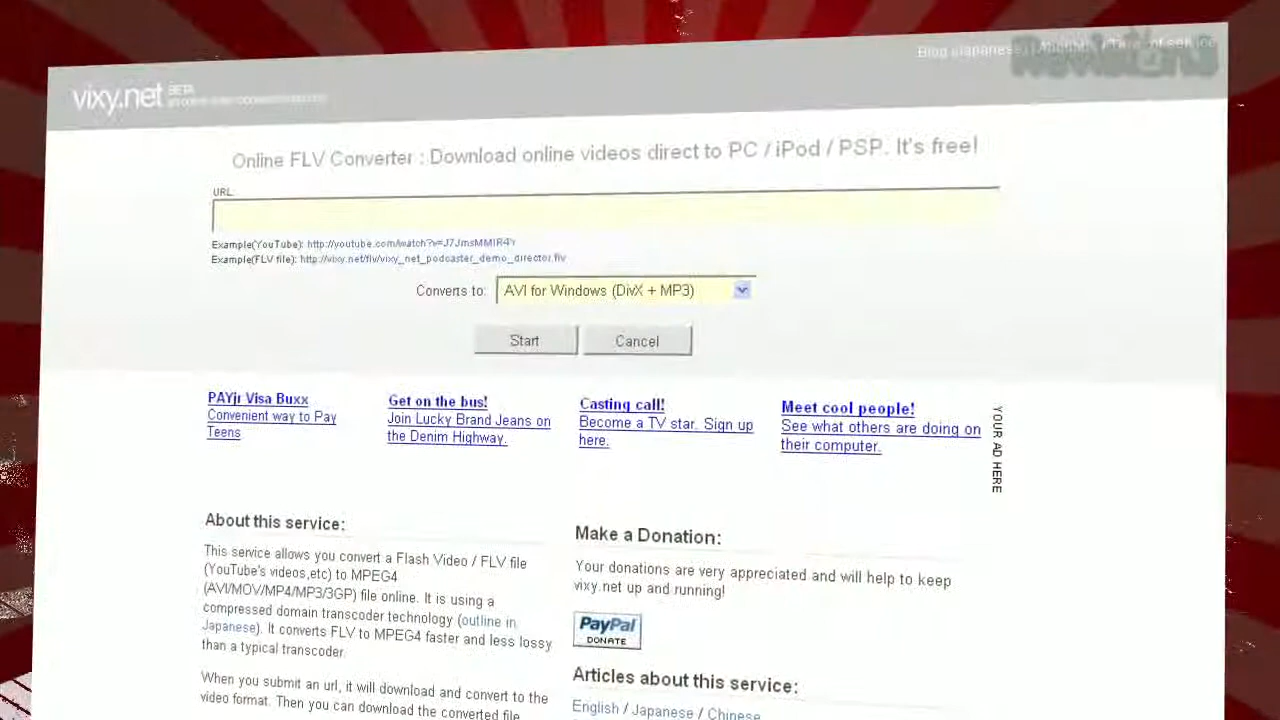 Blog (Japanese)
vixy.net BETA
Online FLV Converter : Download online videos direct to PC / iPod / PSP. It's free!
URL:
Example(YouTube): http://youtube.com/watch?v=J7JmsMMIR4Y
Example(FLV file): http://vixy.net/flv/vixy_net_podcaster_demo_director.flv
Converts to: AVI for Windows (DivX + MP3)
Start Cancel
PAYjr Visa Buxx
Convenient way to Pay
Teens
Get on the bus!
Join Lucky Brand Jeans on
the Denim Highway.
Casting call!
Become a TV star. Sign up
here.
Meet cool people!
See what others are doing on
their computer.
YOUR AD HERE
About this service:
This service allows you convert a Flash Video / FLV file
(YouTube's videos,etc) to MPEG4
(AVI/MOV/MP4/MP3/3GP) file online. It is using a
compressed domain transcoder technology (outline in
Japanese). It converts FLV to MPEG4 faster and less lossy
than a typical transcoder.
When you submit an url, it will download and convert to the
video format. Then you can download the converted file
Make a Donation:
Your donations are very appreciated and will help to keep
vixy.net up and running!
PayPal
DONATE
Articles about this service:
English / Japanese / Chinese